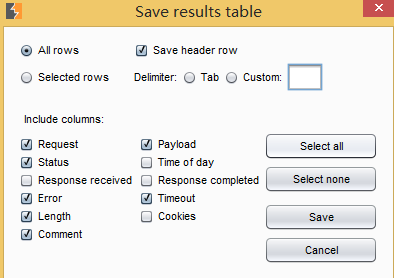 Save results table
All rows
Save header row
Selected rows
Delimiter:
Tab
Custom:
Include columns:
Request
Payload
Status
Time of day
Response received
Response completed
Error
Timeout
Length
Cookies
Comment
Select all
Select none
Save
Cancel